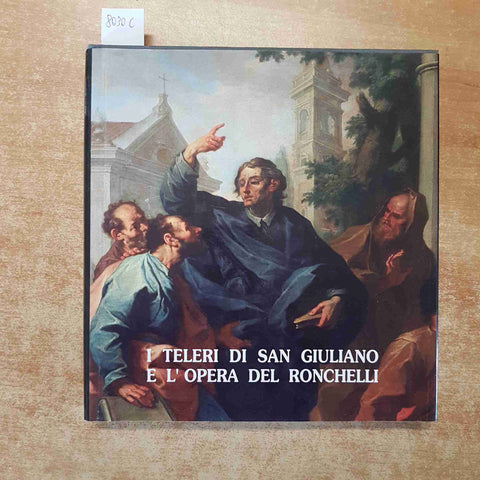 8030 C
I TELERI DI SAN GIULIANO
E L'OPERA DEL RONCHELLI